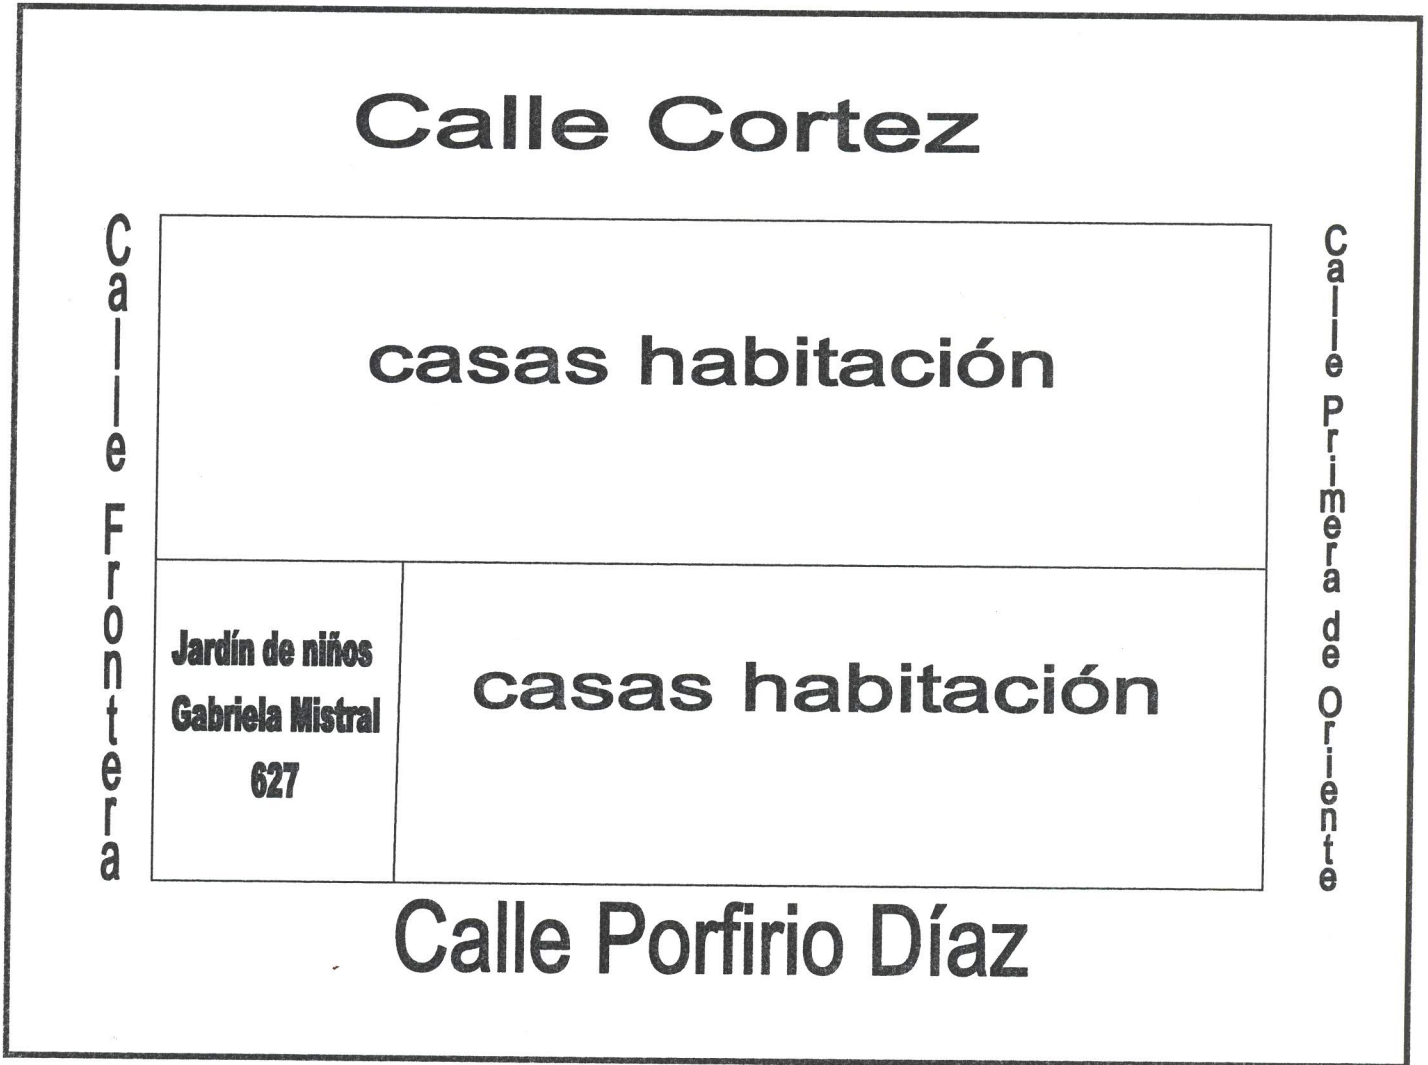 Calle Cortez
Calle Frontera
casas habitación
Calle Primera de Oriente
Jardín de niños
Gabriela Mistral
627
casas habitación
Calle Porfirio Díaz